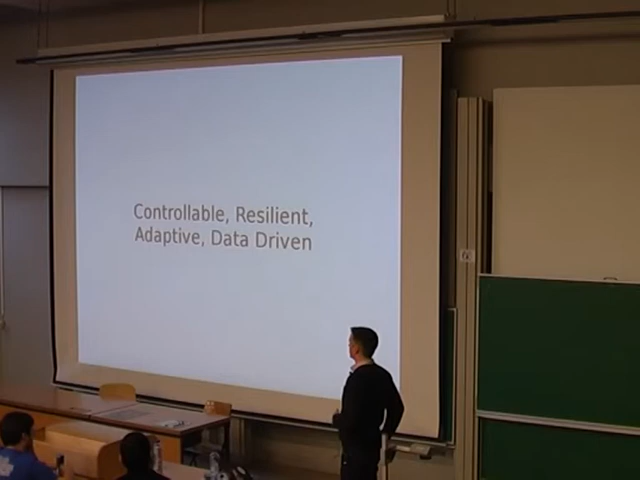 Controllable, Resilient,
Adaptive, Data Driven